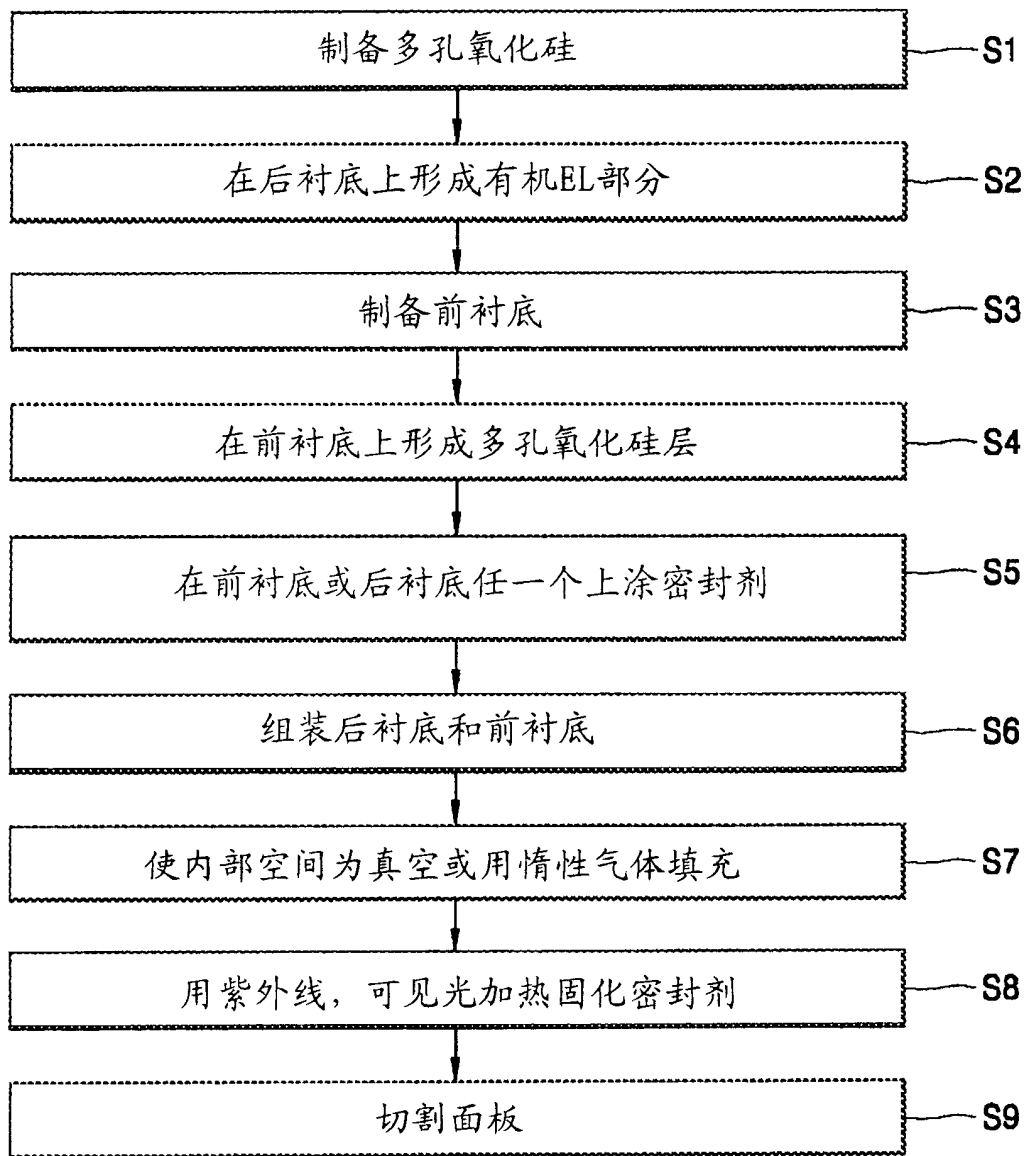 制备多孔氧化硅
S1
在后衬底上形成有机EL部分
S2
制备前衬底
S3
在前衬底上形成多孔氧化硅层
S4
在前衬底或后衬底任一个上涂密封剂
S5
组装后衬底和前衬底
S6
使内部空间为真空或用惰性气体填充
S7
用紫外线，可见光加热固化密封剂
S8
切割面板
S9